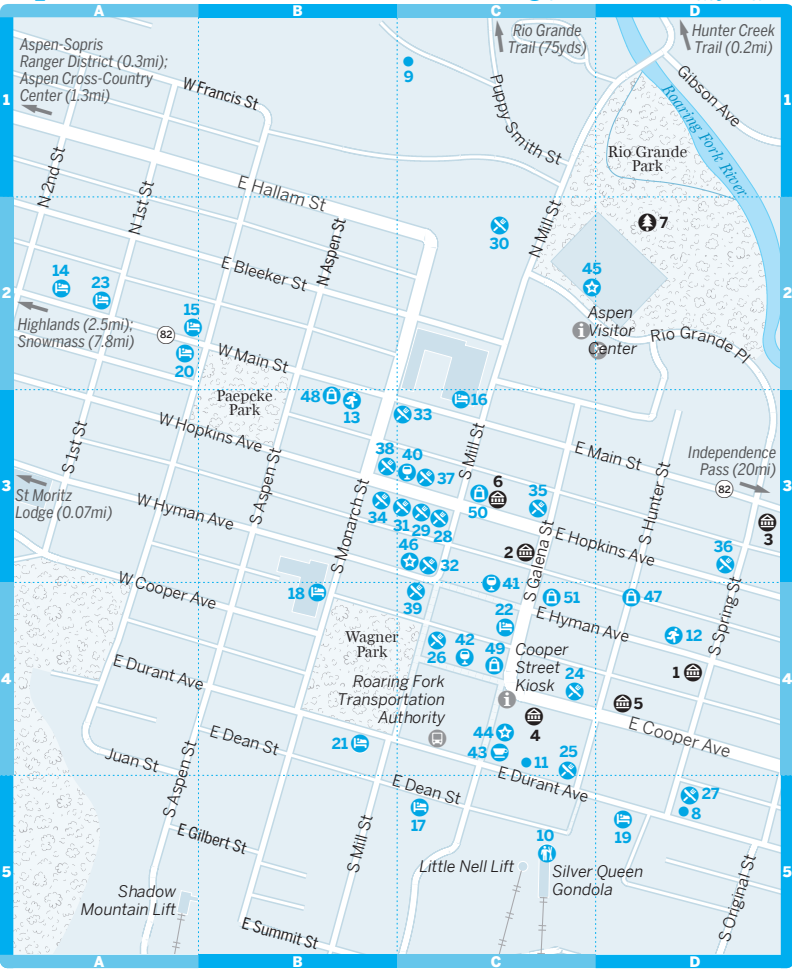 A
B
C
D
Aspen-Sopris
Ranger District (0.3mi);
Aspen Cross-Country
Center (1.3mi)
Rio Grande
Trail (75yds)
Hunter Creek
Trail (0.2mi)
9
1
1
W Francis St
Puppy Smith St
Gibson Ave
Roaring Fork River
Rio Grande
Park
N 2nd St
N 1st St
E Hallam St
N Aspen St
N Mill St
30
7
E Bleeker St
14
23
15
45
2
2
Highlands (2.5mi);
Snowmass (7.8mi)
82
20
Aspen
Visitor
Center
Rio Grande Pl
W Main St
Paepcke
Park
48
13
33
16
W Hopkins Ave
S 1st St
S Aspen St
S Monarch St
S Mill St
E Main St
S Hunter St
Independence
Pass (20mi)
82
38
40
37
6
50
35
3
3
St Moritz
Lodge (0.07mi)
34
31
29
28
3
W Hyman Ave
E Hopkins Ave
S Galena St
46
32
2
36
W Cooper Ave
18
39
41
51
47
22
E Hyman Ave
12
S Spring St
Wagner
Park
26
42
49
Cooper
Street
Kiosk
24
1
4
4
E Durant Ave
Roaring Fork
Transportation
Authority
5
4
E Cooper Ave
E Dean St
21
44
43
11
25
Juan St
S Aspen St
E Durant Ave
E Dean St
17
27
8
19
E Gilbert St
S Mill St
10
5
5
Little Nell Lift
Silver Queen
Gondola
Shadow
Mountain Lift
S Original St
E Summit St
A
B
C
D